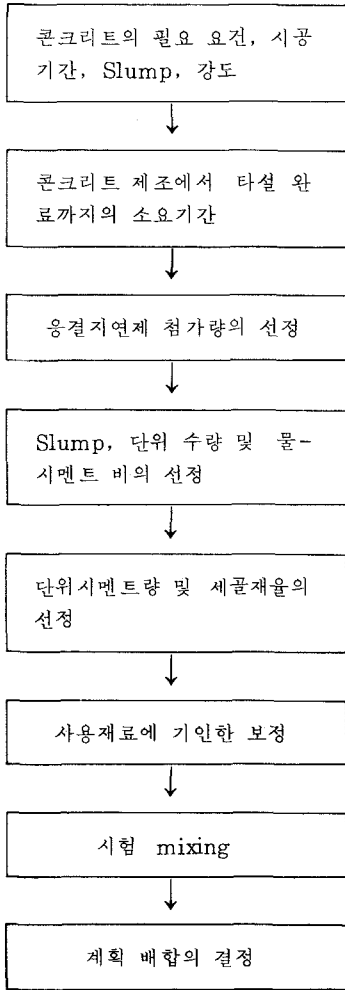 콘크리트의 필요 요건, 시공
기간, Slump, 강도
콘크리트 제조에서 타설 완
료까지의 소요기간
응결지연제 첨가량의 선정
Slump, 단위 수량 및 물-
시멘트 비의 선정
단위시멘트량 및 세골재율의
선정
사용재료에 기인한 보정
시험 mixing
계획 배합의 결정